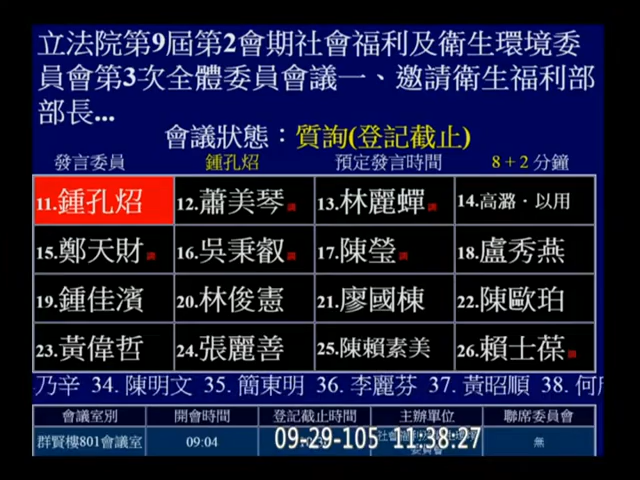 立法院第9屆第2會期社會福利及衛生環境委
員會第3次全體委員會議一、邀請衛生福利部
部長...
會議狀態：質詢(登記截止)
發言委員 鍾孔炤 預定發言時間 8+2分鐘
11.鍾孔炤 12.蕭美琴 13.林麗蟬 14.高潞．以用
15.鄭天財 16.吳秉叡 17.陳瑩 18.盧秀燕
19.鍾佳濱 20.林俊憲 21.廖國棟 22.陳歐珀
23.黃偉哲 24.張麗善 25.陳賴素美 26.賴士葆
乃辛 34. 陳明文 35. 簡東明 36. 李麗芬 37. 黃昭順 38. 何
會議室別 開會時間 登記截止時間 主辦單位 聯席委員會
群賢樓801會議室 09:04 無
09-29-105 11:38:27